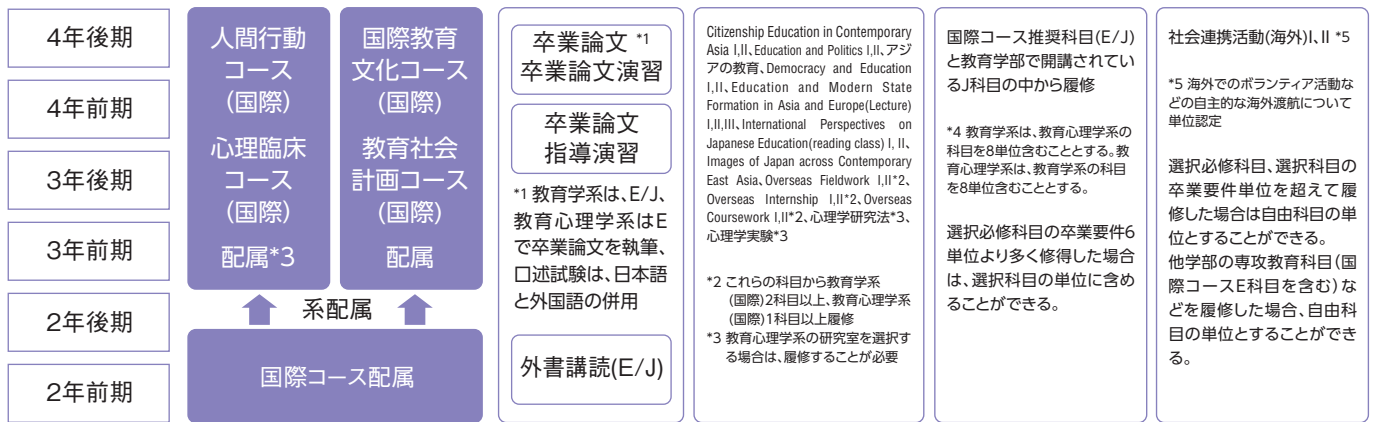 4年後期
4年前期
3年後期
3年前期
2年後期
2年前期
人間行動
コース
(国際)
心理臨床
コース
(国際)
配属*3
国際教育
文化コース
(国際)
教育社会
計画コース
(国際)
配属
系配属
国際コース配属
卒業論文 *1
卒業論文演習
卒業論文
指導演習
*1 教育学系は、E/J、
教育心理学系はE
で卒業論文を執筆、
口述試験は、日本語
と外国語の併用
外書講読(E/J)
Citizenship Education in Contemporary
Asia I,II、Education and Politics I,II、アジ
アの教育、Democracy and Education
I,II、Education and Modern State
Formation in Asia and Europe(Lecture)
I,II,III、International Perspectives on
Japanese Education(reading class) I, II、
Images of Japan across Contemporary
East Asia、Overseas Fieldwork I,II*2、
Overseas Internship I,II*2、Overseas
Coursework I,II*2、心理学研究法*3、
心理学実験*3
*2 これらの科目から教育学系
(国際)2科目以上、教育心理学系
(国際)1科目以上履修
*3 教育心理学系の研究室を選択す
る場合は、履修することが必要
国際コース推奨科目(E/J)
と教育学部で開講されてい
るJ科目の中から履修
*4 教育学系は、教育心理学系の
科目を8単位含むこととする。教
育心理学系は、教育学系の科目
を8単位含むこととする。
選択必修科目の卒業要件6
単位より多く修得した場合
は、選択科目の単位に含め
ることができる。
社会連携活動(海外)I、II *5
*5 海外でのボランティア活動な
どの自主的な海外渡航について
単位認定
選択必修科目、選択科目の
卒業要件単位を超えて履
修した場合は自由科目の単
位とすることができる。
他学部の専攻教育科目(国
際コースE科目を含む)な
どを履修した場合、自由科
目の単位とすることができ
る。